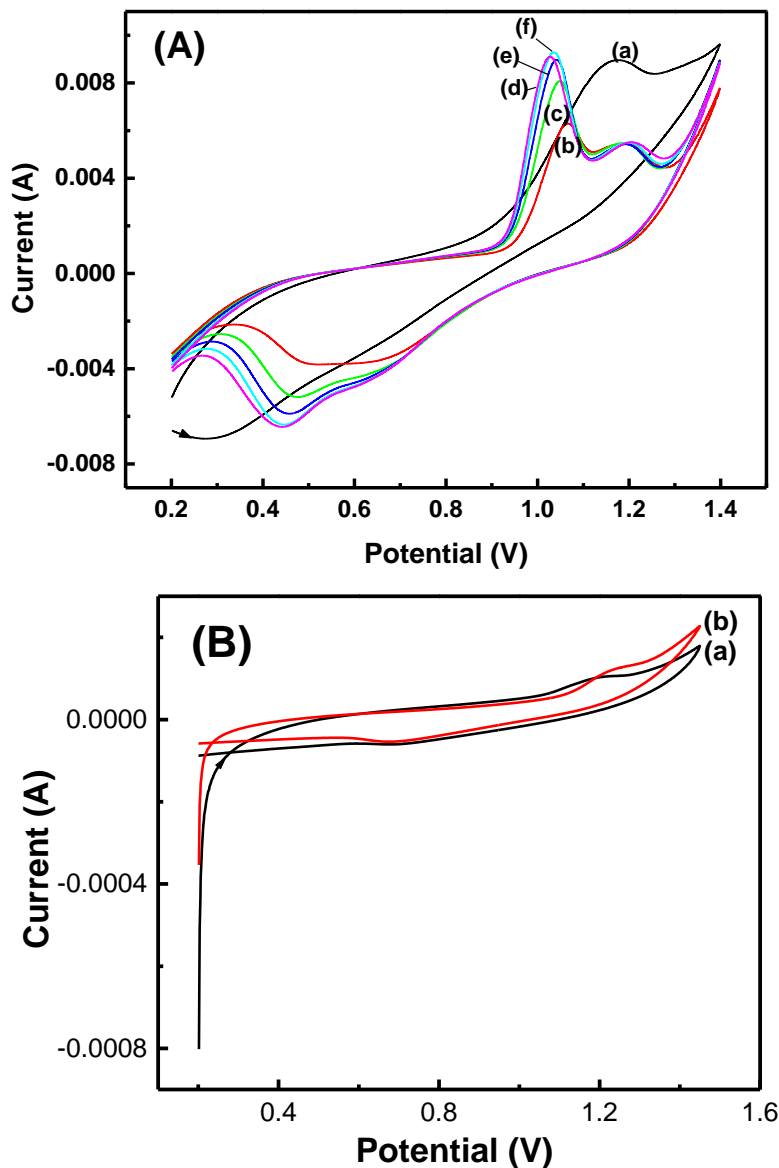 (A)
(f)
(a)
(e)
(d)
(c)
(b)
0.008
0.004
0.000
-0.004
-0.008
Current (A)
0.2 0.4 0.6 0.8 1.0 1.2 1.4
Potential (V)
(B)
(b)
(a)
0.0000
-0.0004
-0.0008
Current (A)
0.4 0.8 1.2 1.6
Potential (V)